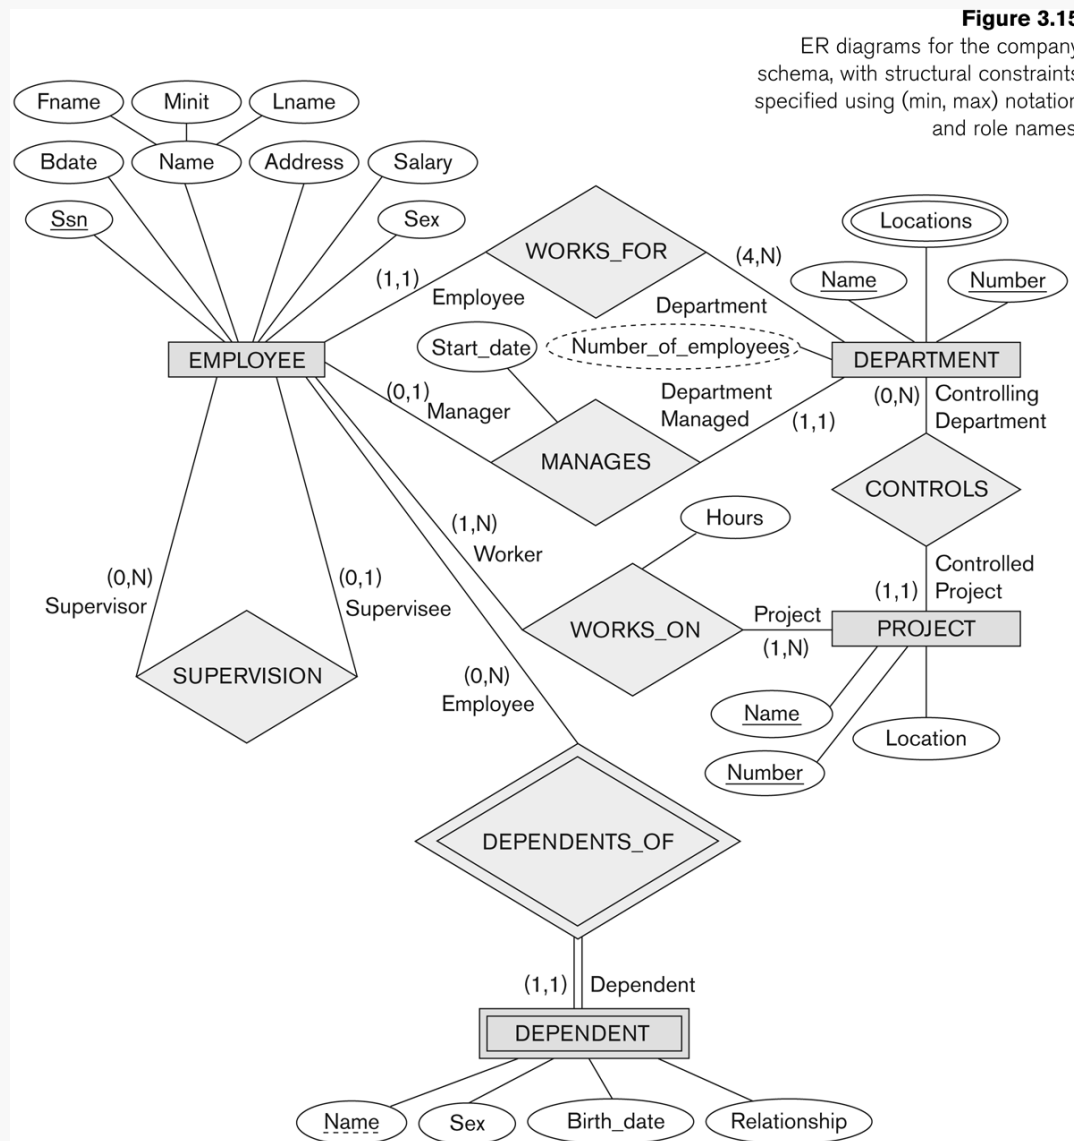 Figure 3.15
ER diagrams for the company
schema, with structural constraints
specified using (min, max) notation
and role names.
Fname
Minit
Lname
Bdate
Name
Address
Salary
Ssn
Sex
WORKS_FOR
(1,1)
Employee
(4,N)
Department
Locations
Name
Number
Start_date
Number_of_employees
EMPLOYEE
DEPARTMENT
(0,1)
Manager
MANAGES
Department
Managed
(1,1)
(0,N)
Controlling
Department
CONTROLS
Hours
(1,N)
Worker
(0,N)
Supervisor
(0,1)
Supervisee
SUPERVISION
WORKS_ON
Project
(1,N)
Controlled
Project
(1,1)
PROJECT
(0,N)
Employee
Name
Number
Location
DEPENDENTS_OF
(1,1)
Dependent
DEPENDENT
Name
Sex
Birth_date
Relationship